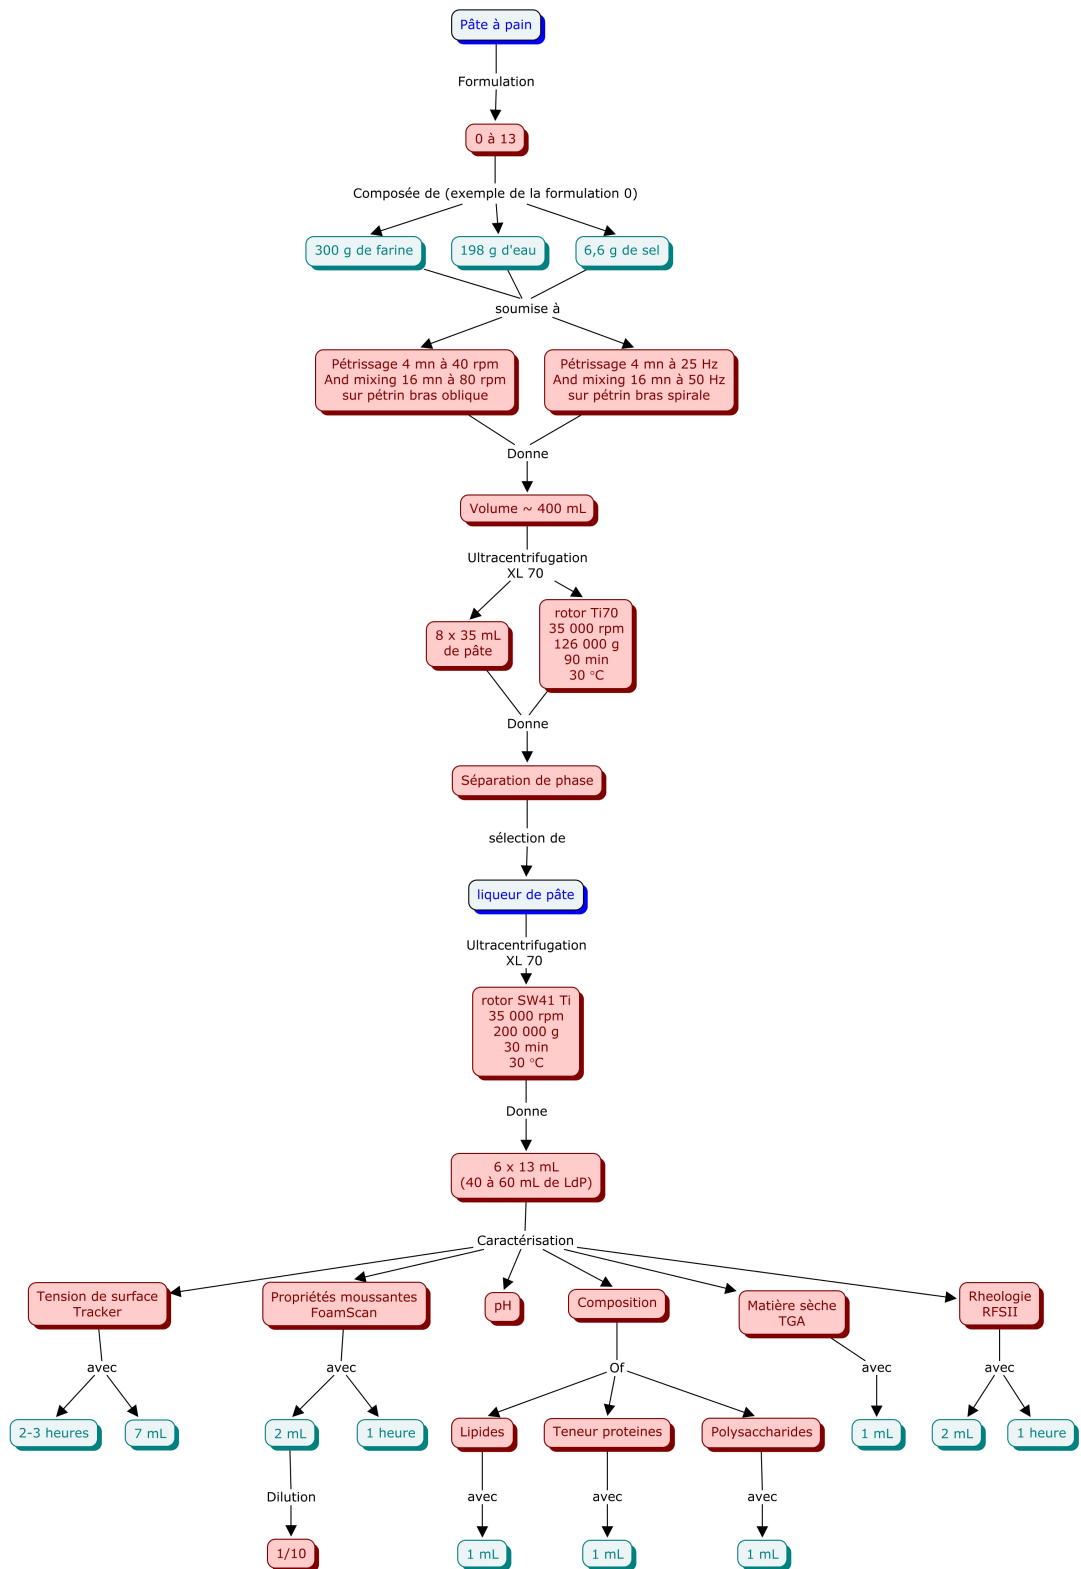 Pâte à pain
Formulation
0 à 13
Composée de (exemple de la formulation 0)
300 g de farine
198 g d'eau
6,6 g de sel
soumise à
Pétrissage 4 mn à 40 rpm
And mixing 16 mn à 80 rpm
sur pétrin bras oblique
Pétrissage 4 mn à 25 Hz
And mixing 16 mn à 50 Hz
sur pétrin bras spirale
Donne
Volume ~ 400 mL
Ultracentrifugation
XL 70
8 x 35 mL
de pâte
rotor Ti70
35 000 rpm
126 000 g
90 min
30 °C
Donne
Séparation de phase
sélection de
liqueur de pâte
Ultracentrifugation
XL 70
rotor SW41 Ti
35 000 rpm
200 000 g
30 min
30 °C
Donne
6 x 13 mL
(40 à 60 mL de LdP)
Caractérisation
Tension de surface
Tracker
Propriétés moussantes
FoamScan
pH
Composition
Matière sèche
TGA
Rheologie
RFSII
avec
avec
Of
avec
avec
2-3 heures
7 mL
2 mL
1 heure
Lipides
Teneur proteines
Polysaccharides
1 mL
2 mL
1 heure
Dilution
avec
avec
avec
1/10
1 mL
1 mL
1 mL